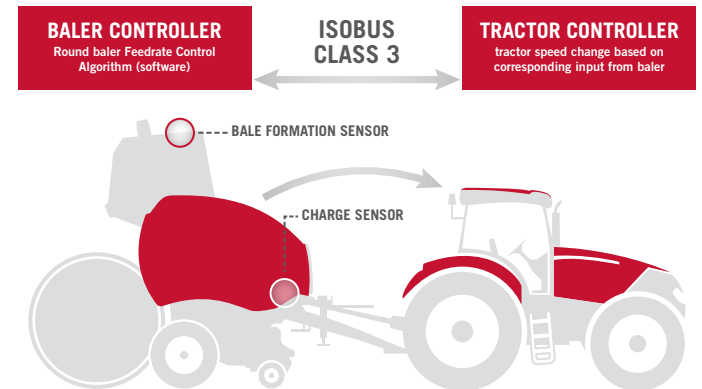 BALER CONTROLLER
Round baler Feedrate Control
Algorithm (software)
ISOBUS
CLASS 3
TRACTOR CONTROLLER
tractor speed change based on
corresponding input from baler
BALE FORMATION SENSOR
CHARGE SENSOR